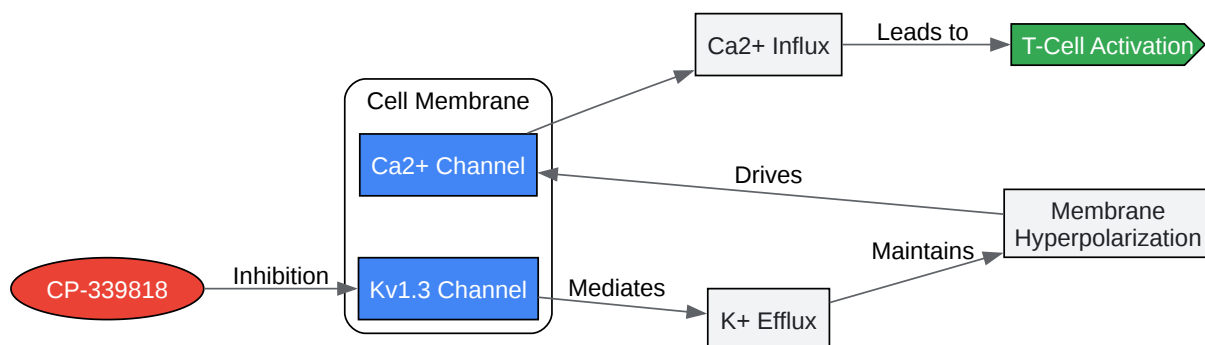 Ca2+ Influx
Leads to
T-Cell Activation
Cell Membrane
Ca2+ Channel
Drives
Membrane
Hyperpolarization
Maintains
CP-339818
Inhibition
Kv1.3 Channel
Mediates
K+ Efflux